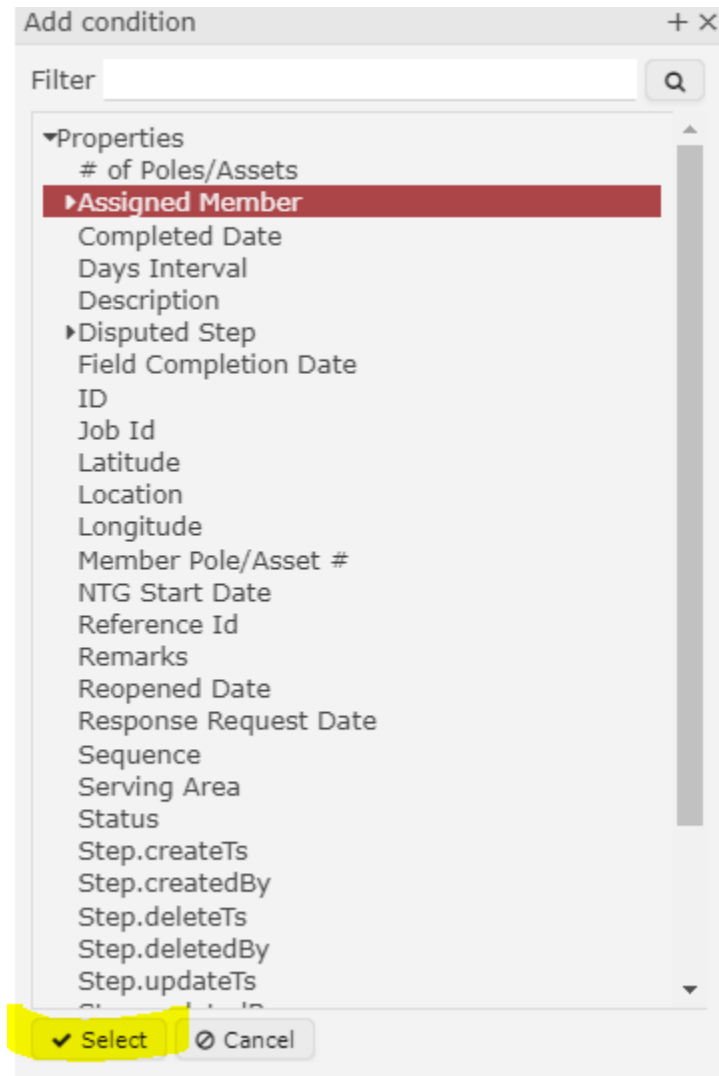 Add condition
Filter
Properties
# of Poles/Assets
Assigned Member
Completed Date
Days Interval
Description
Disputed Step
Field Completion Date
ID
Job Id
Latitude
Location
Longitude
Member Pole/Asset #
NTG Start Date
Reference Id
Remarks
Reopened Date
Response Request Date
Sequence
Serving Area
Status
Step.createTs
Step.createdBy
Step.deleteTs
Step.deletedBy
Step.updateTs
Select Cancel